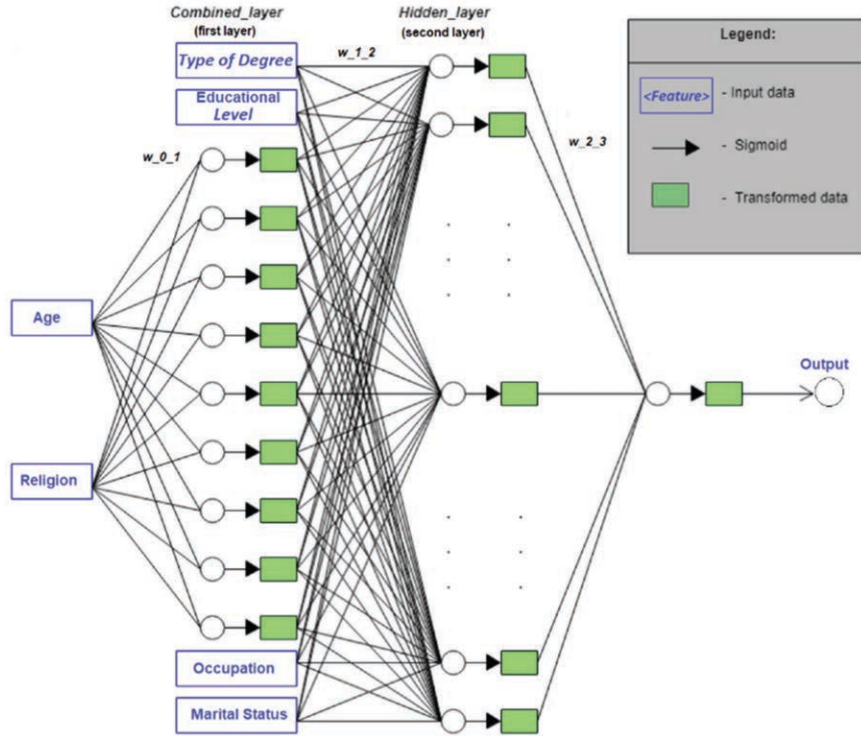 Combined_layer
(first layer)
Hidden_layer
(second layer)
Legend:
<Feature> - Input data
- Sigmoid
- Transformed data
Type of Degree
w_1_2
Educational
Level
w_0_1
w_2_3
Age
Output
Religion
Occupation
Marital Status